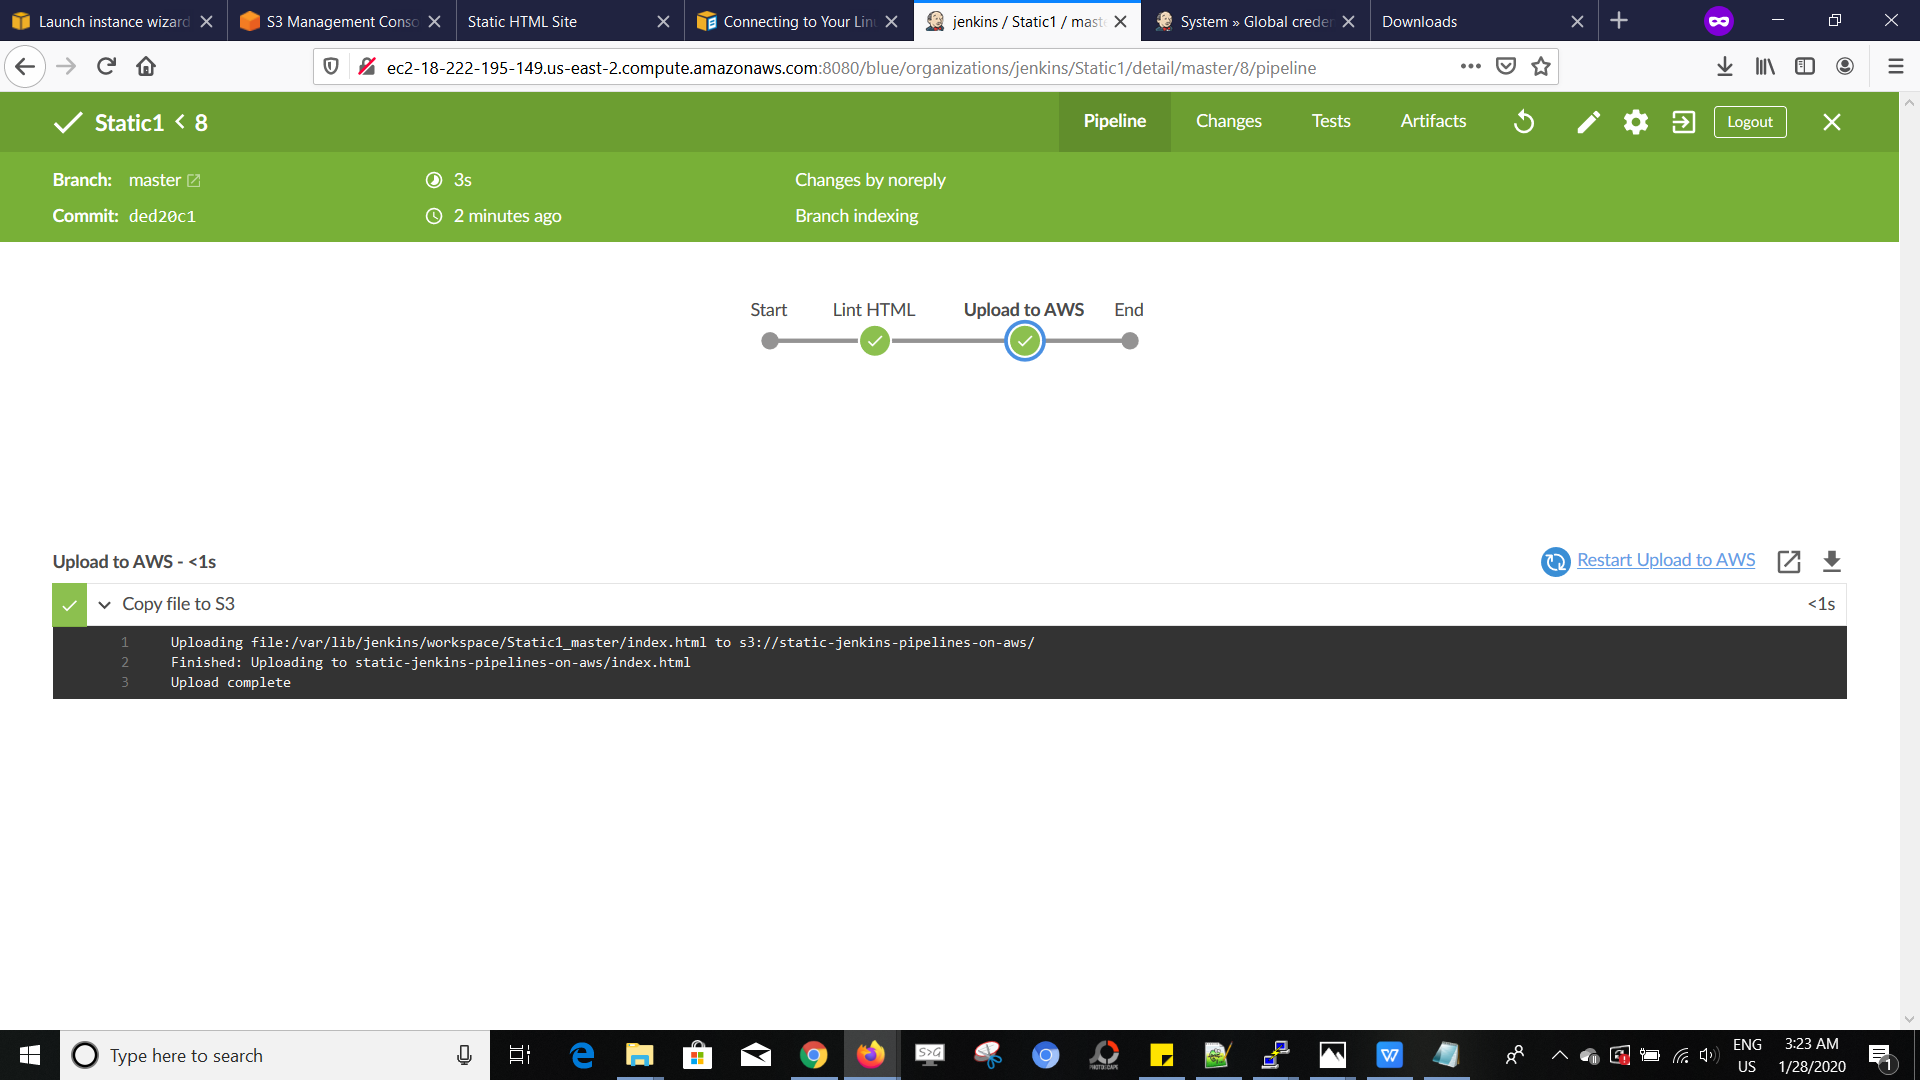 Launch instance wizard
S3 Management Conso
Static HTML Site
Connecting to Your Linu
jenkins / Static1 / maste
System » Global creden
Downloads
ec2-18-222-195-149.us-east-2.compute.amazonaws.com:8080/blue/organizations/jenkins/Static1/detail/master/8/pipeline
Static1 < 8
Pipeline
Changes
Tests
Artifacts
Logout
Branch: master
3s
Changes by noreply
Commit: ded20c1
2 minutes ago
Branch indexing
Start
Lint HTML
Upload to AWS
End
Upload to AWS - <1s
Restart Upload to AWS
Copy file to S3
<1s
1 Uploading file:/var/lib/jenkins/workspace/Static1_master/index.html to s3://static-jenkins-pipelines-on-aws/
2 Finished: Uploading to static-jenkins-pipelines-on-aws/index.html
3 Upload complete
Type here to search
ENG
US
3:23 AM
1/28/2020
1